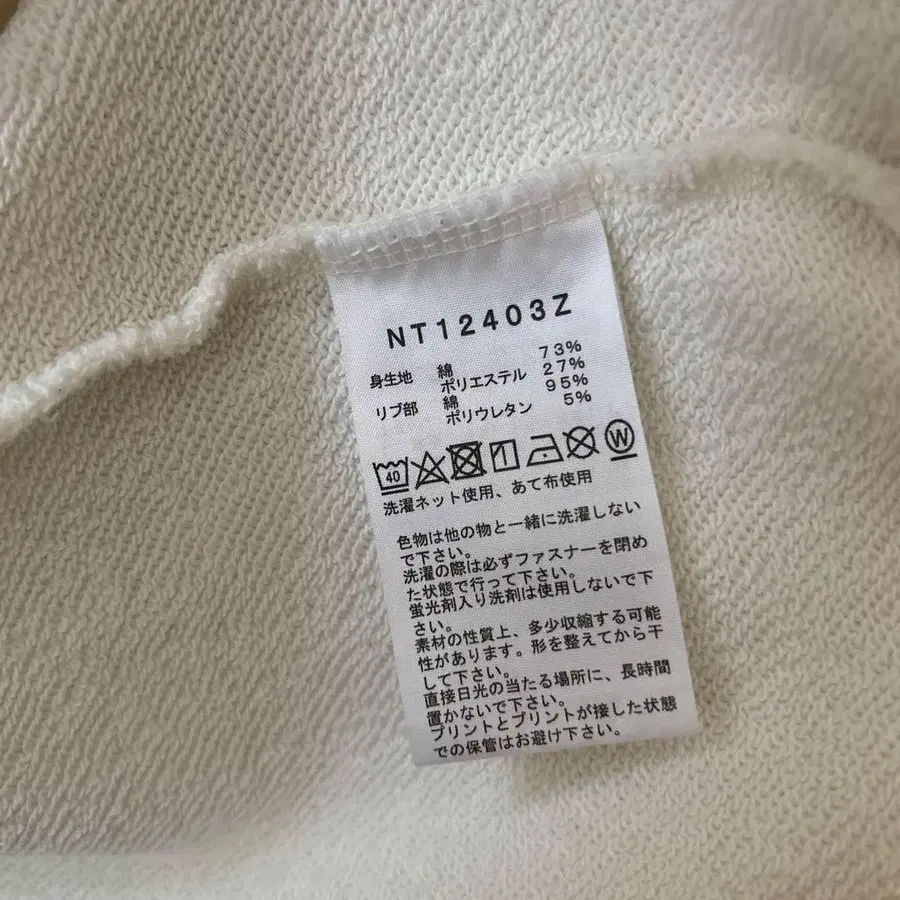 NT12403Z
身生地 綿 73%
ポリエステル 27%
リブ部 綿 95%
ポリウレタン 5%
40 W
洗濯ネット使用、あて布使用
色物は他の物と一緒に洗濯しない
で下さい。
洗濯の際は必ずファスナーを閉め
た状態で行って下さい。
蛍光剤入り洗剤は使用しないで下
さい。
素材の性質上、多少収縮する可能
性があります。形を整えてから干
して下さい。
直接日光の当たる場所に、長時間
置かないで下さい。
プリントとプリントが接した状態
での保管はお避け下さい。